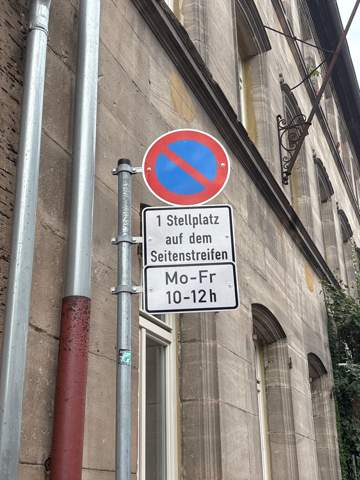 1 Stellplatz
auf dem
Seitenstreifen
Mo-Fr
10-12h